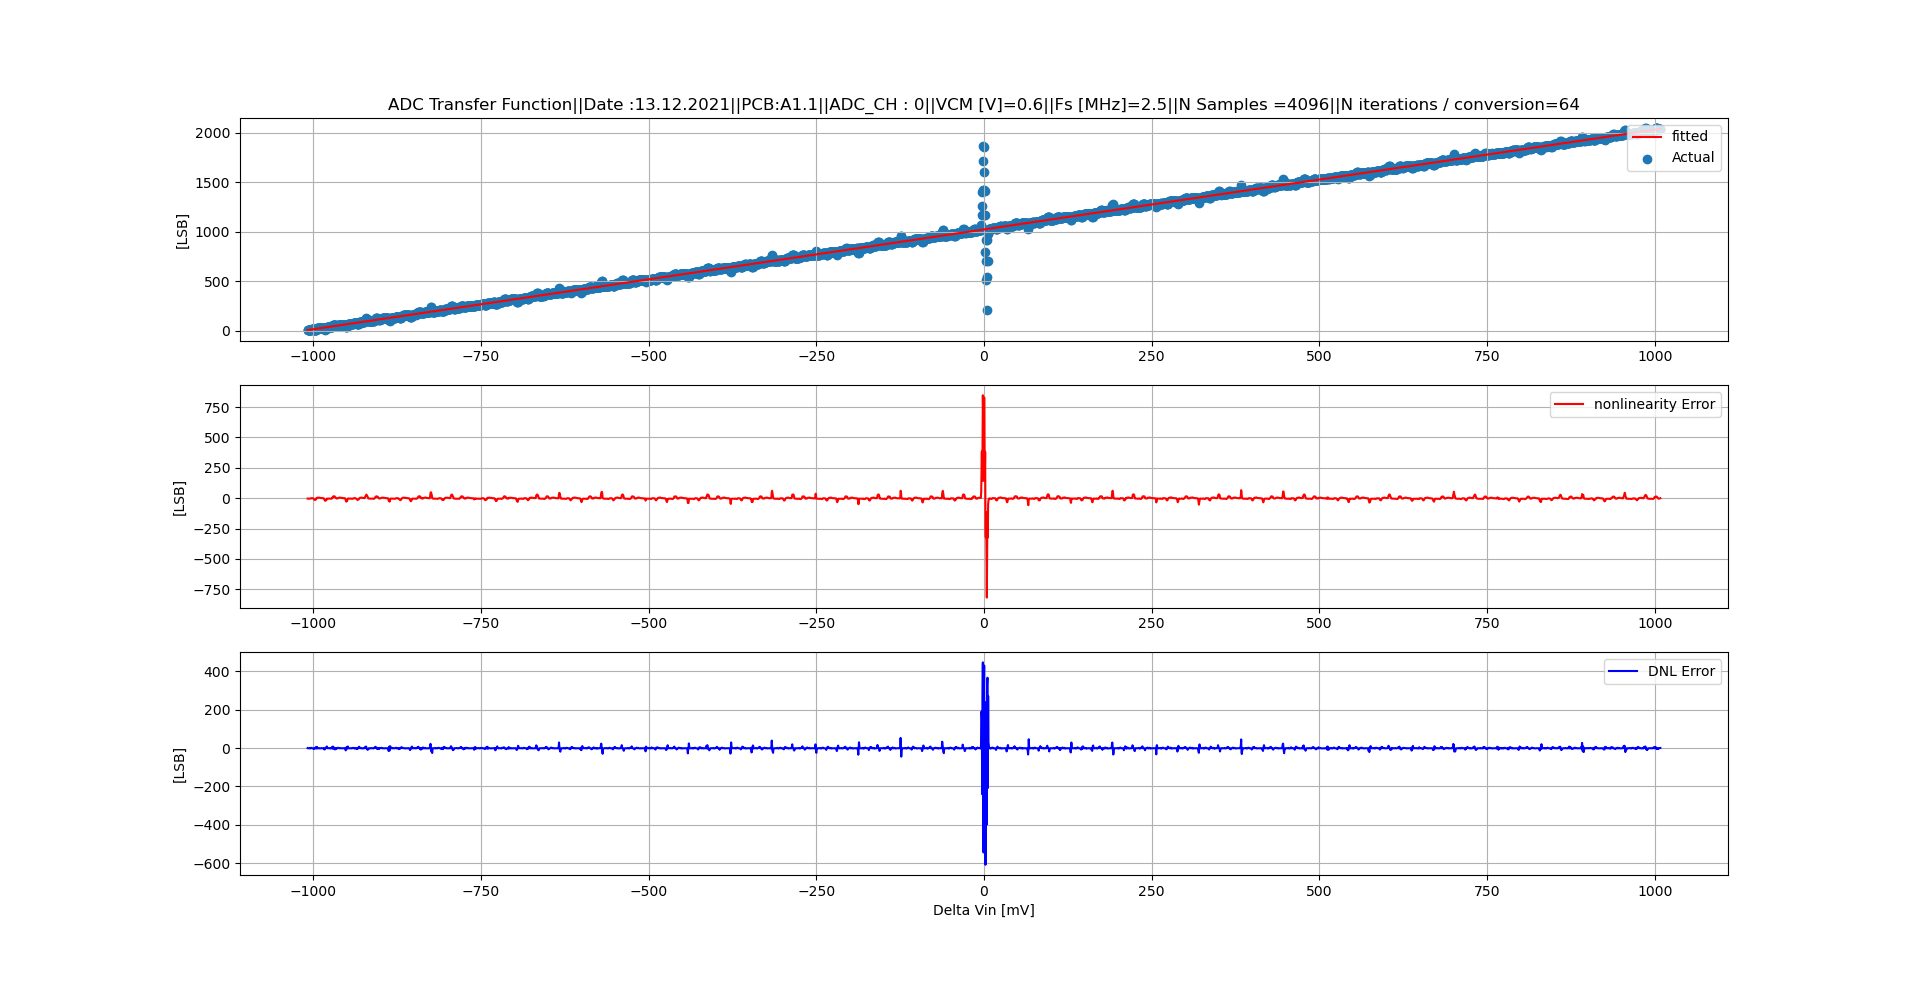 ADC Transfer Function||Date :13.12.2021||PCB:A1.1||ADC_CH : 0||VCM [V]=0.6||Fs [MHz]=2.5||N Samples =4096||N iterations / conversion=64
2000
1500
1000
500
0
[LSB]
fitted
Actual
−1000 −750 −500 −250 0 250 500 750 1000
750
500
250
0
−250
−500
−750
[LSB]
nonlinearity Error
−1000 −750 −500 −250 0 250 500 750 1000
400
200
0
−200
−400
−600
[LSB]
DNL Error
−1000 −750 −500 −250 0 250 500 750 1000
Delta Vin [mV]